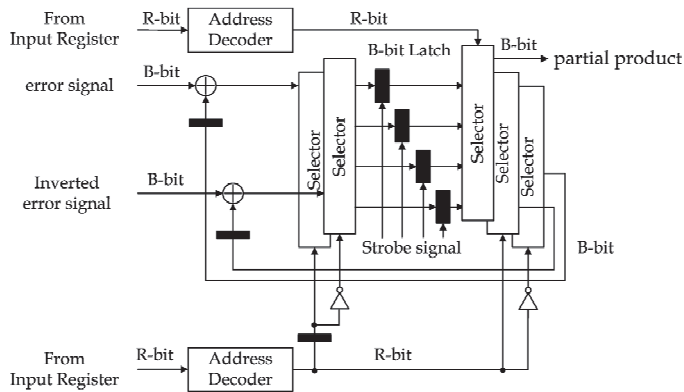 From
Input Register
R-bit
Address
Decoder
R-bit
B-bit Latch
B-bit
partial product
error signal
B-bit
Selector
Selector
Selector
Selector
Selector
Inverted
error signal
B-bit
Strobe signal
B-bit
From
Input Register
R-bit
Address
Decoder
R-bit